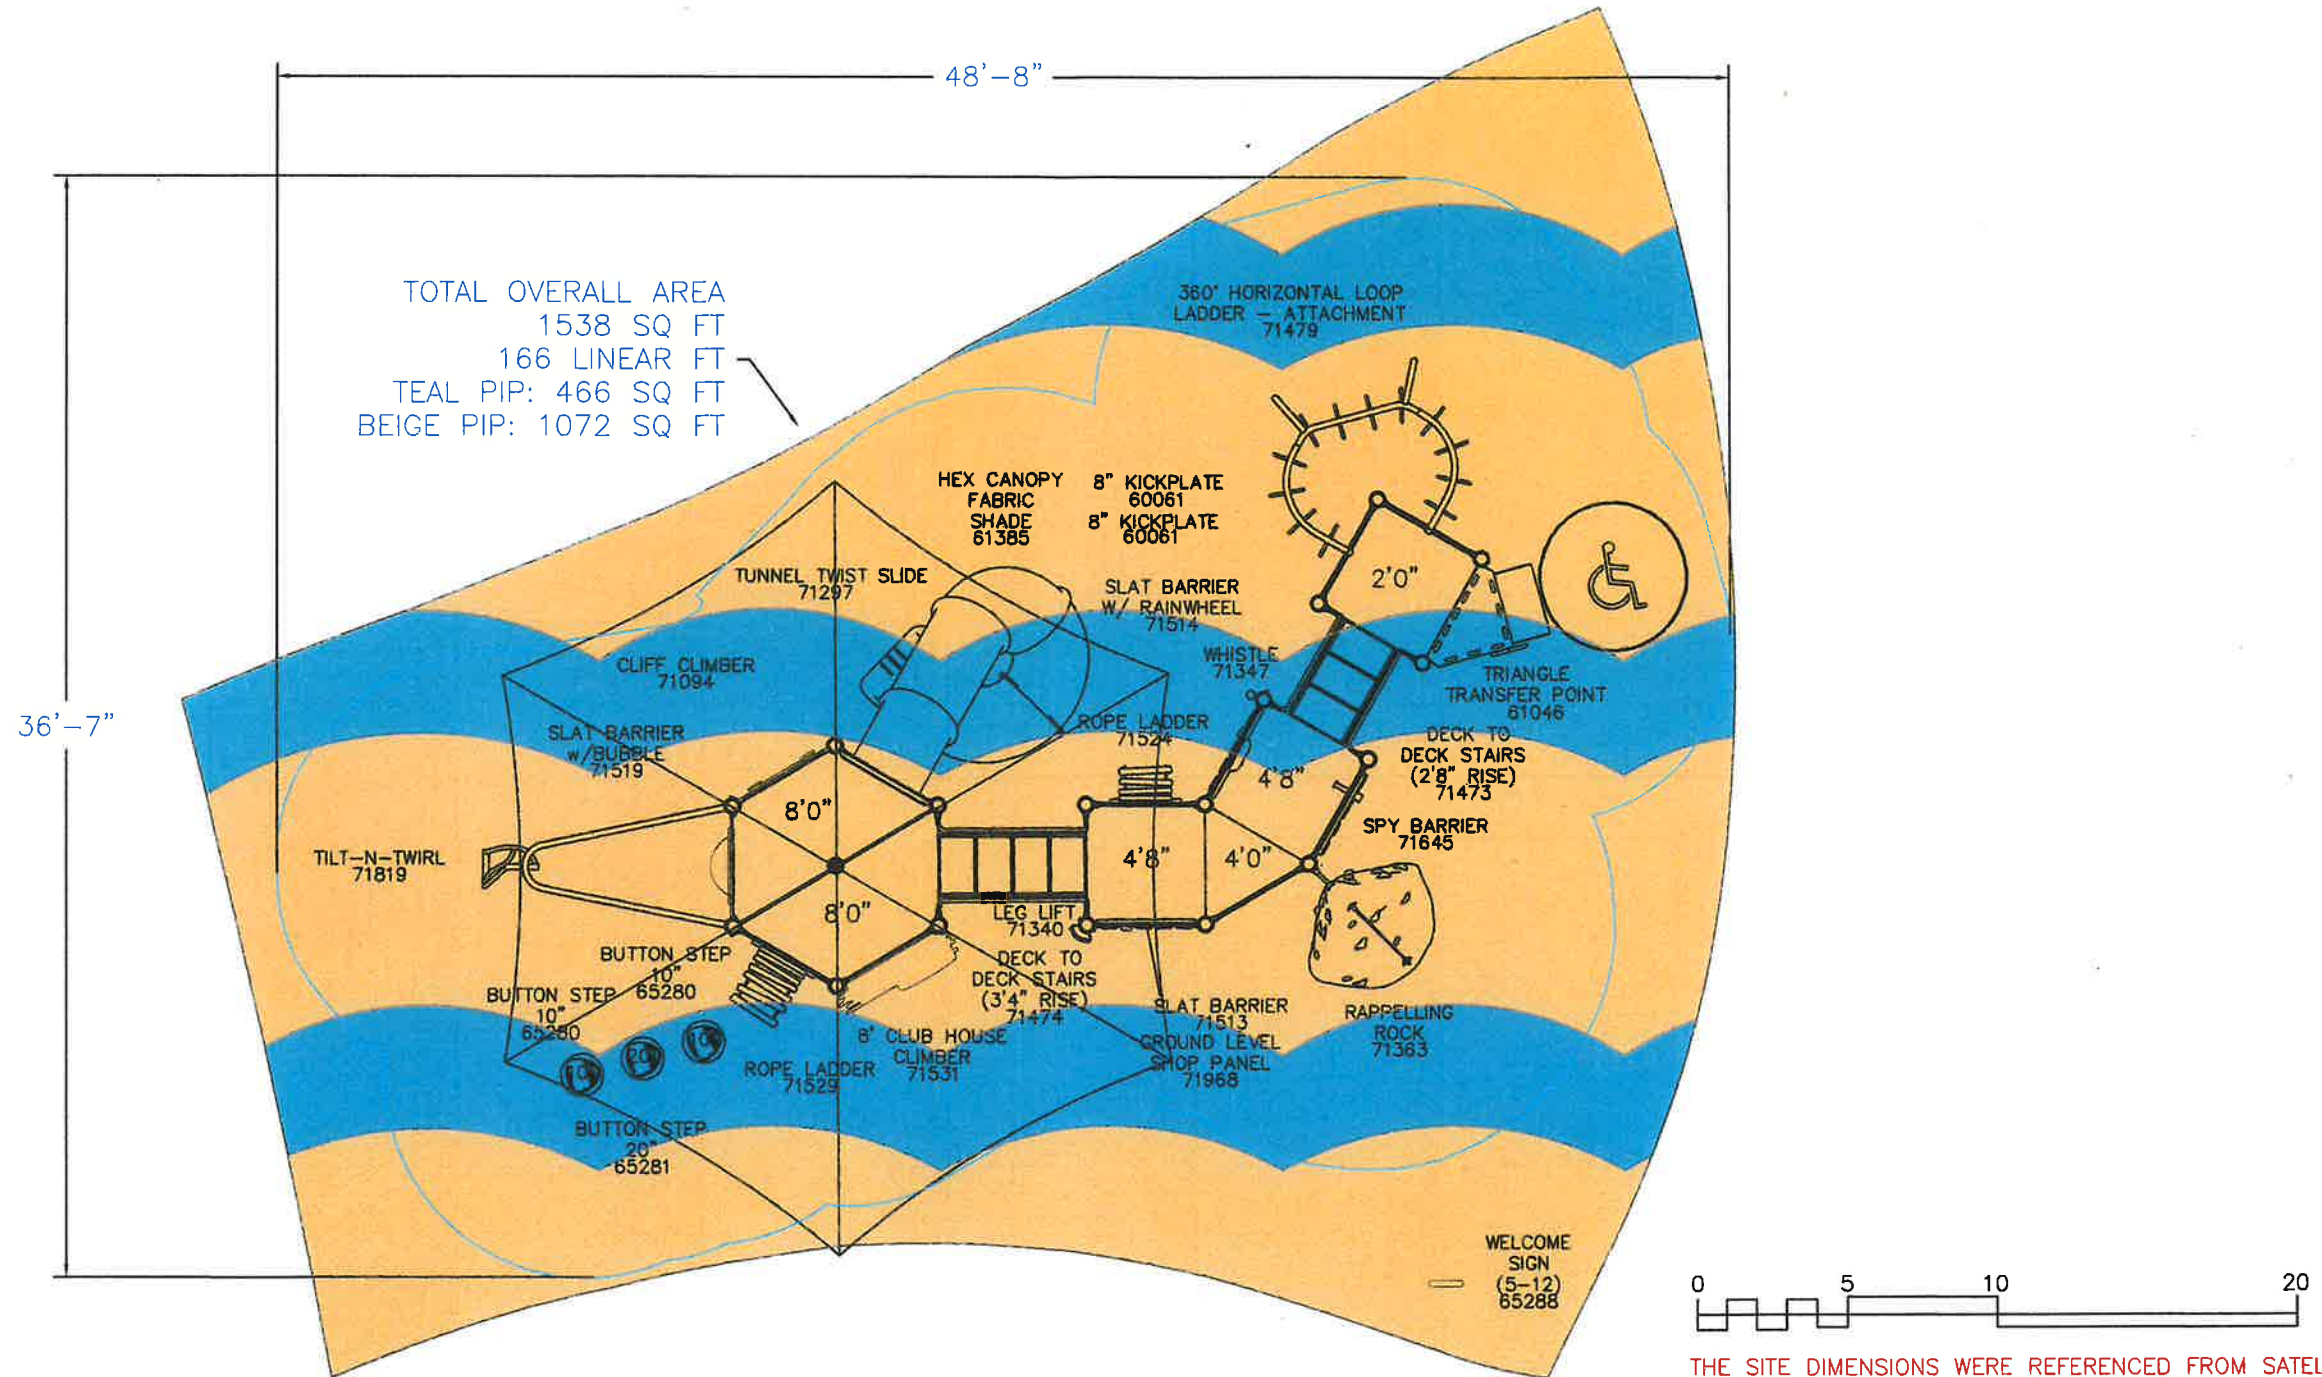 48'-8"
36'-7"
TOTAL OVERALL AREA
1538 SQ FT
166 LINEAR FT
TEAL PIP: 466 SQ FT
BEIGE PIP: 1072 SQ FT
360° HORIZONTAL LOOP
LADDER - ATTACHMENT
71479
HEX CANOPY
FABRIC
SHADE
61385
8" KICKPLATE
60061
8" KICKPLATE
60061
TUNNEL TWIST SLIDE
71297
SLAT BARRIER
W/ RAINWHEEL
71514
2'0"
WHISTLE
71347
CLIFF CLIMBER
71094
TRIANGLE
TRANSFER POINT
61046
SLAT BARRIER
w/BUBBLE
71519
ROPE LADDER
71524
DECK TO
DECK STAIRS
(2'8" RISE)
71473
4'8"
SPY BARRIER
71645
8'0"
TILT-N-TWIRL
71819
4'8"
4'0"
8'0"
LEG LIFT
71340
BUTTON STEP
10"
65280
BUTTON STEP
10"
65280
DECK TO
DECK STAIRS
(3'4" RISE)
71474
SLAT BARRIER
71513
GROUND LEVEL
SHOP PANEL
71968
RAPPELLING
ROCK
71363
8' CLUB HOUSE
CLIMBER
71531
ROPE LADDER
71529
10"
20"
10"
BUTTON STEP
20"
65281
WELCOME
SIGN
(5-12)
65288
0 5 10 20
THE SITE DIMENSIONS WERE REFERENCED FROM SATEL